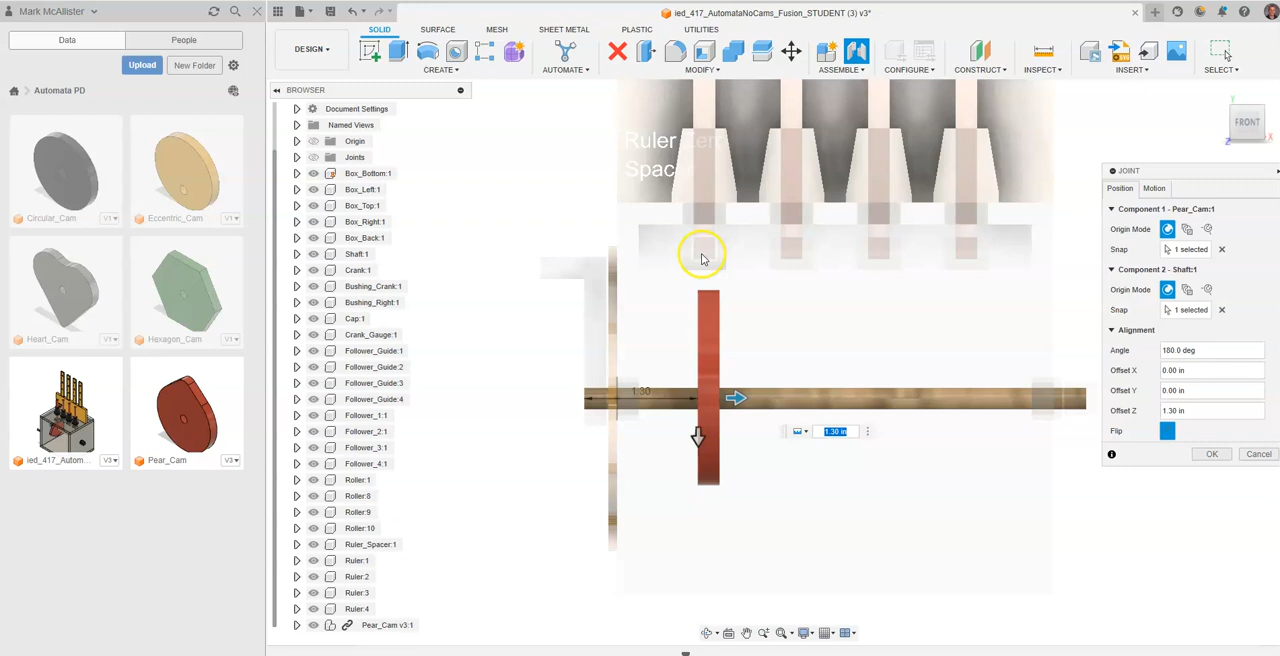 Mark McAllister
ied_417_AutomataNoCams_Fusion_STUDENT (3) v3*
Data
People
Upload
New Folder
Automata PD
Circular_Cam
V1
Eccentric_Cam
V1
Heart_Cam
V1
Hexagon_Cam
V1
ied_417_Autom...
V3
Pear_Cam
V3
DESIGN
SOLID
SURFACE
MESH
SHEET METAL
PLASTIC
UTILITIES
CREATE
AUTOMATE
MODIFY
ASSEMBLE
CONFIGURE
CONSTRUCT
INSPECT
INSERT
SELECT
BROWSER
Document Settings
Named Views
Origin
Joints
Box_Bottom:1
Box_Left:1
Box_Top:1
Box_Right:1
Box_Back:1
Shaft:1
Crank:1
Bushing_Crank:1
Bushing_Right:1
Cap:1
Crank_Gauge:1
Follower_Guide:1
Follower_Guide:2
Follower_Guide:3
Follower_Guide:4
Follower_1:1
Follower_2:1
Follower_3:1
Follower_4:1
Roller:1
Roller:8
Roller:9
Roller:10
Ruler_Spacer:1
Ruler:1
Ruler:2
Ruler:3
Ruler:4
Pear_Cam v3:1
Ruler
Spacer
1.30
1.30 in
Y
FRONT
X
Z
JOINT
Position
Motion
Component 1 - Pear_Cam:1
Origin Mode
Snap
1 selected
Component 2 - Shaft:1
Origin Mode
Snap
1 selected
Alignment
Angle
180.0 deg
Offset X
0.00 in
Offset Y
0.00 in
Offset Z
1.30 in
Flip
OK
Cancel